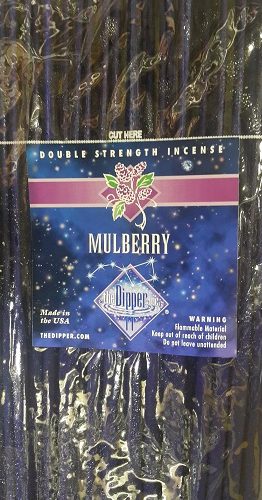 CUT HERE
DOUBLE STRENGTH INCENSE
MULBERRY
Dipper
Made in
the USA
THEDIPPER.COM
WARNING
Flammable Material
Keep out of reach of children
Do not leave unattended